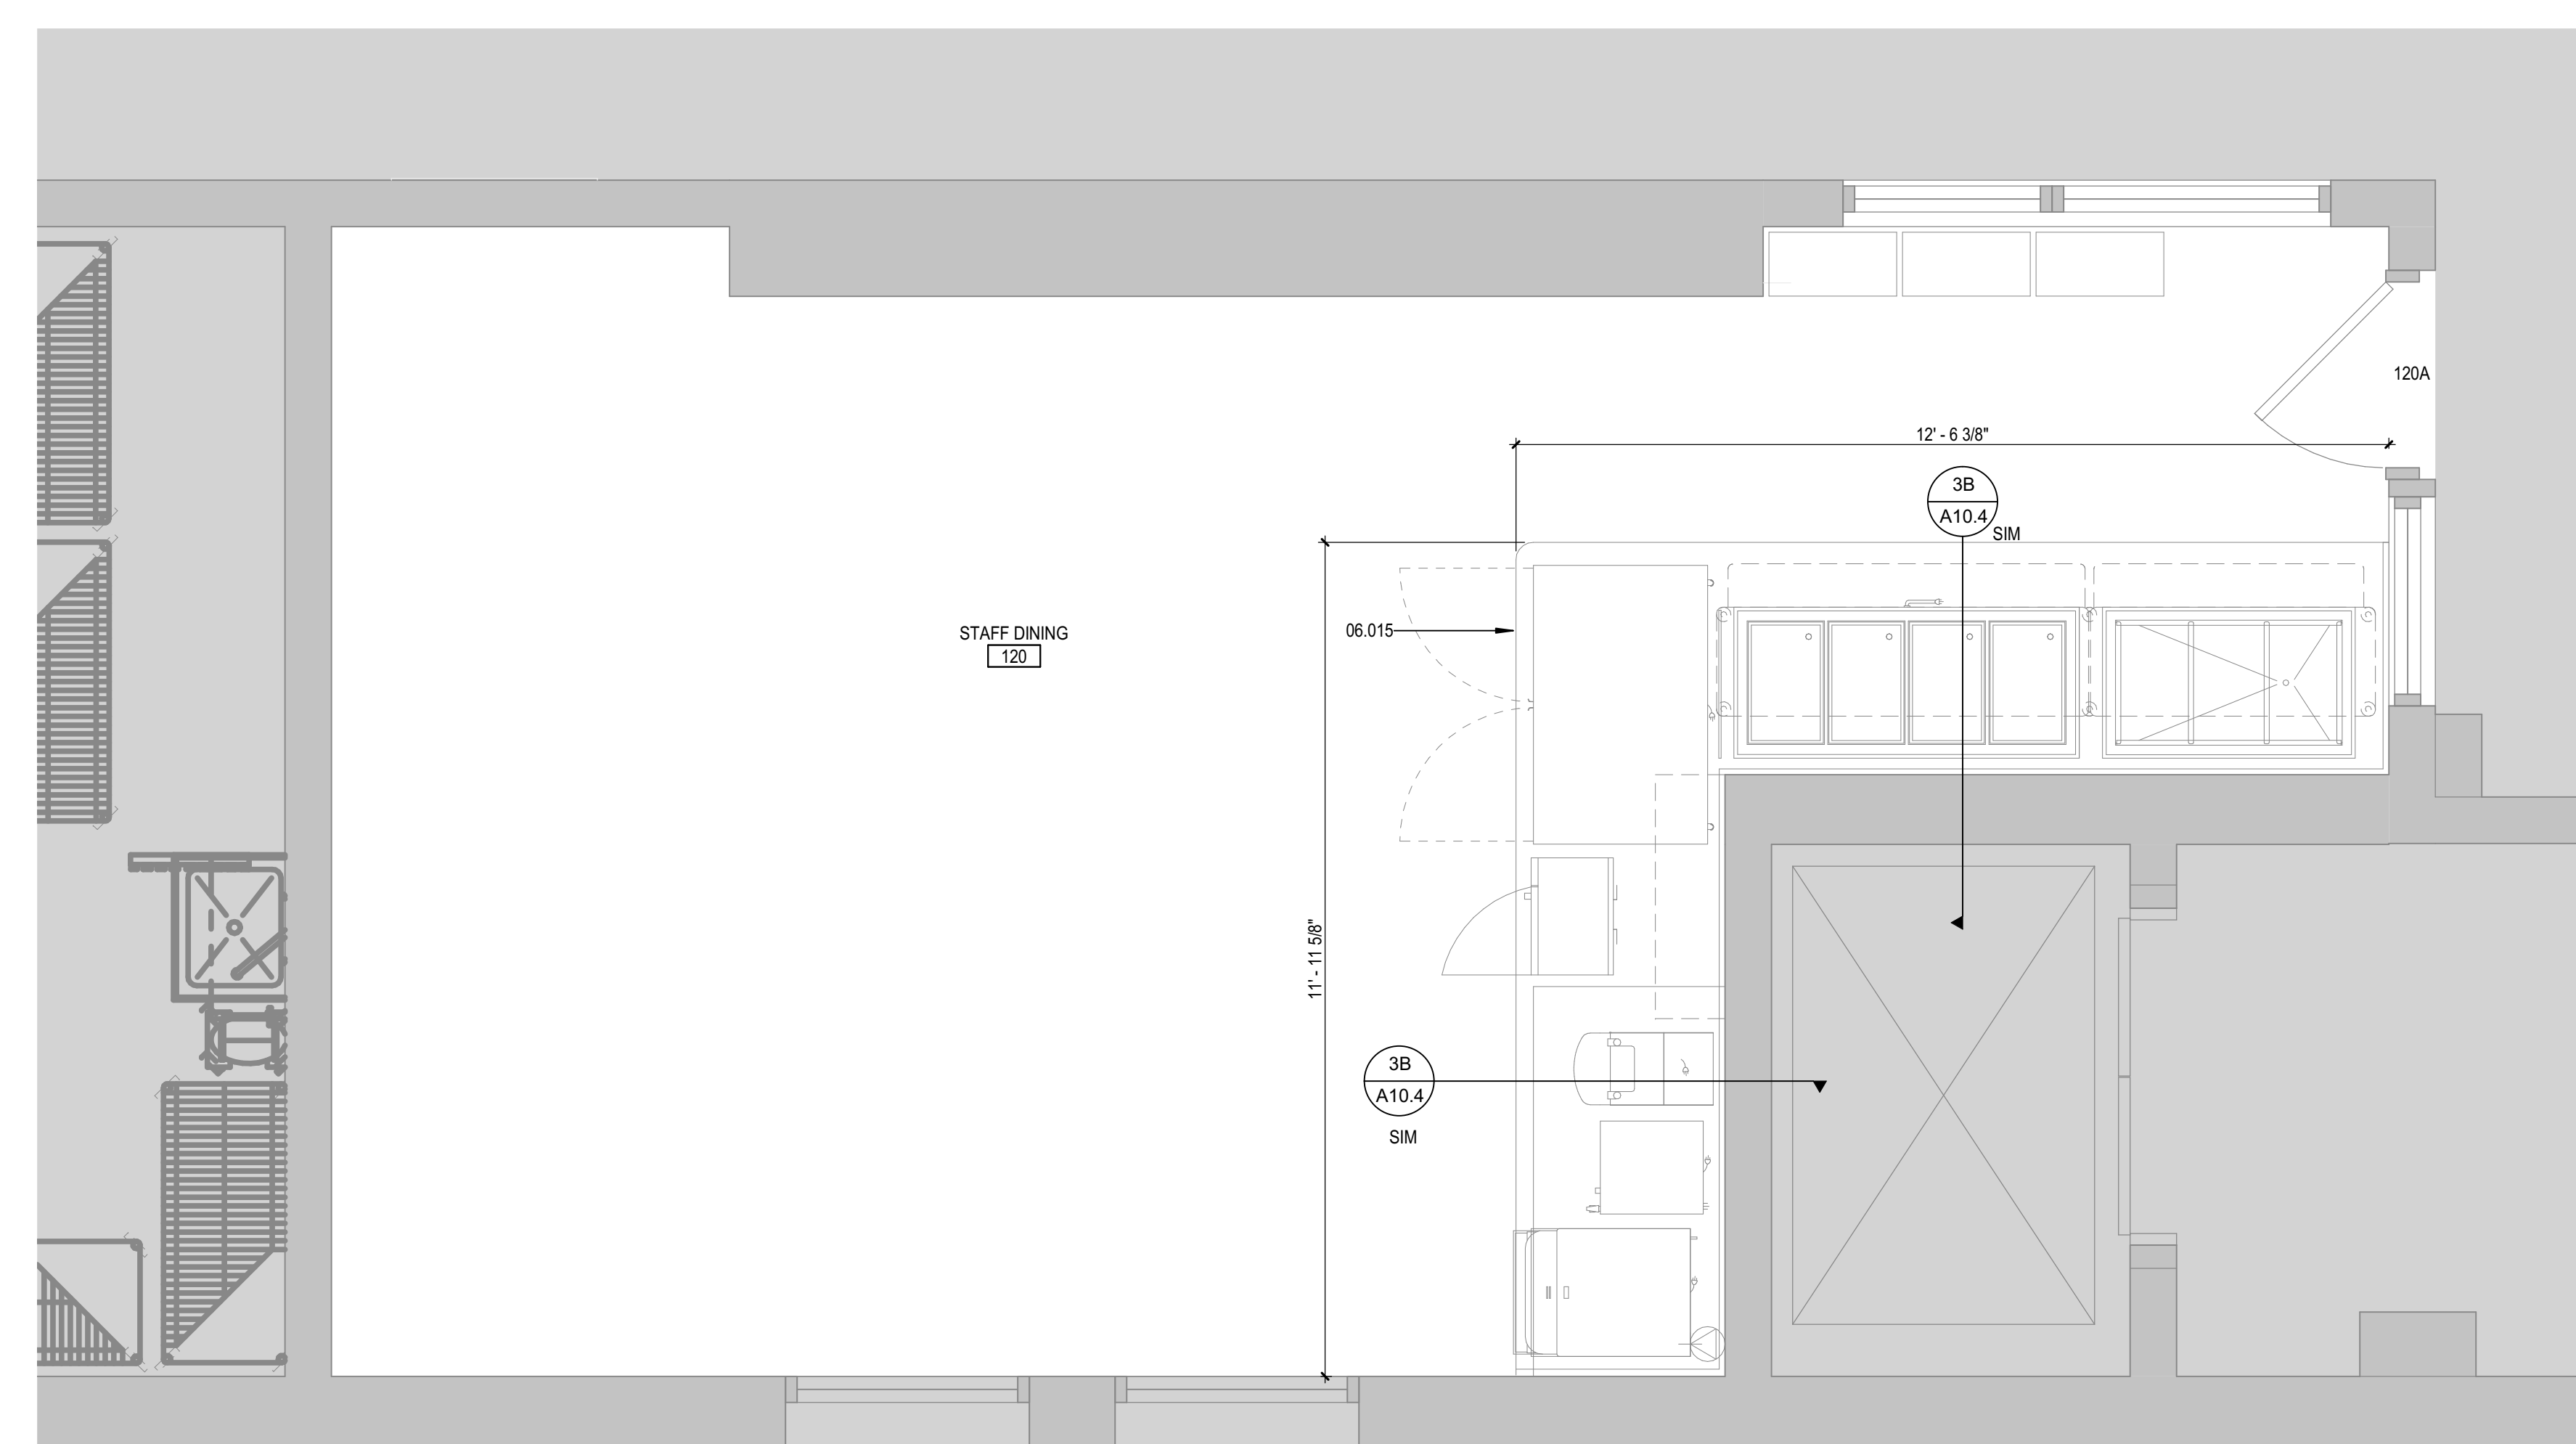 120A
12' - 6 3/8"
3B
A10.4
SIM
STAFF DINING
120
06.015
11' - 11 5/8"
3B
A10.4
SIM